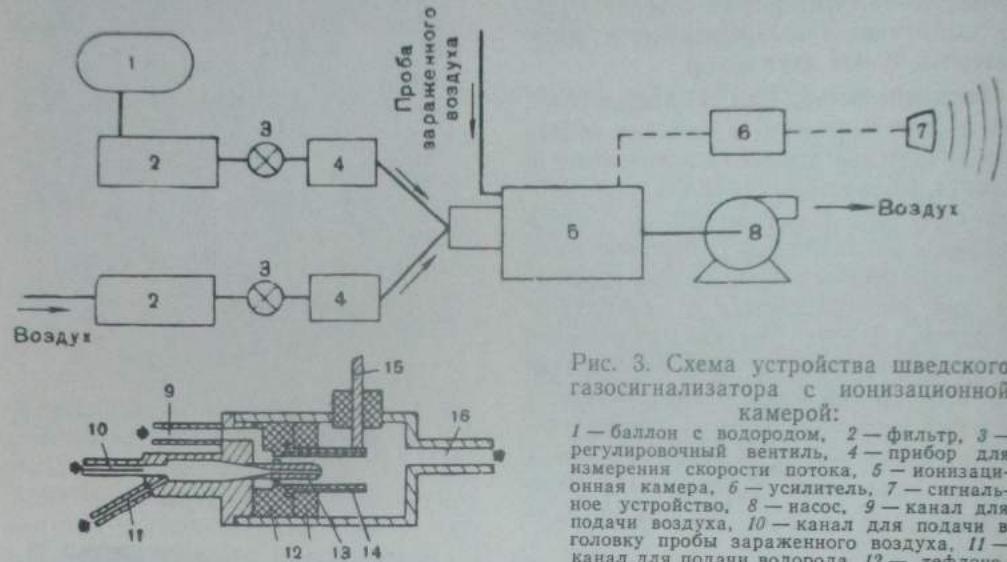 1
2
3
4
Проба
зараженного
воздуха
6
7
5
8
Воздух
2
3
4
Воздух
9
10
11
12
13
14
15
16
Рис. 3. Схема устройства шведского
газосигнализатора с ионизационной
камерой:
1 — баллон с водородом, 2 — фильтр, 3 —
регулировочный вентиль, 4 — прибор для
измерения скорости потока, 5 — ионизаци-
онная камера, 6 — усилитель, 7 — сигналь-
ное устройство, 8 — насос, 9 — канал для
подачи воздуха, 10 — канал для подачи в
головку пробы зараженного воздуха, 11 —
канал для подачи водорода, 12 —